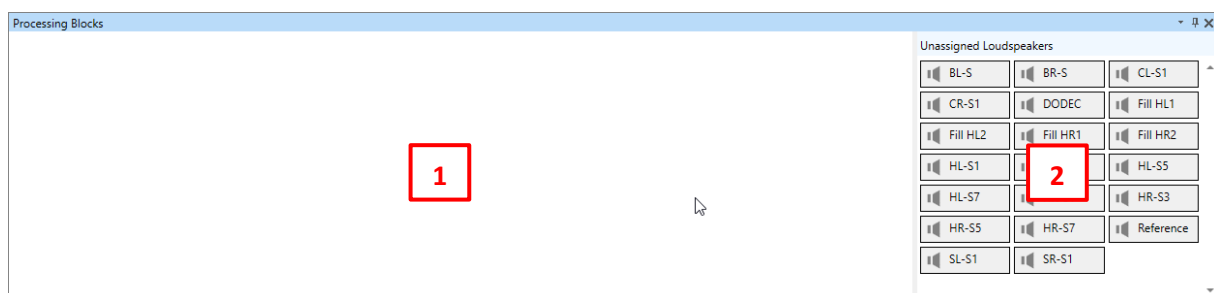 Processing Blocks
Unassigned Loudspeakers
BL-S BR-S CL-S1
CR-S1 DODEC Fill HL1
Fill HL2 Fill HR1 Fill HR2
HL-S1 HL-S5
HL-S7 HR-S3
HR-S5 HR-S7 Reference
SL-S1 SR-S1
1
2